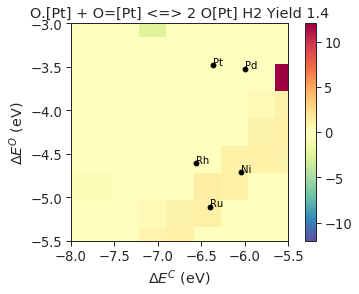 O.[Pt] + O=[Pt] <=> 2 O[Pt] H2 Yield 1.4
−3.0
−3.5
−4.0
−4.5
−5.0
−5.5
ΔE^O (eV)
Pt
Pd
Rh
Ni
Ru
−8.0 −7.5 −7.0 −6.5 −6.0 −5.5
ΔE^C (eV)
10
5
0
−5
−10